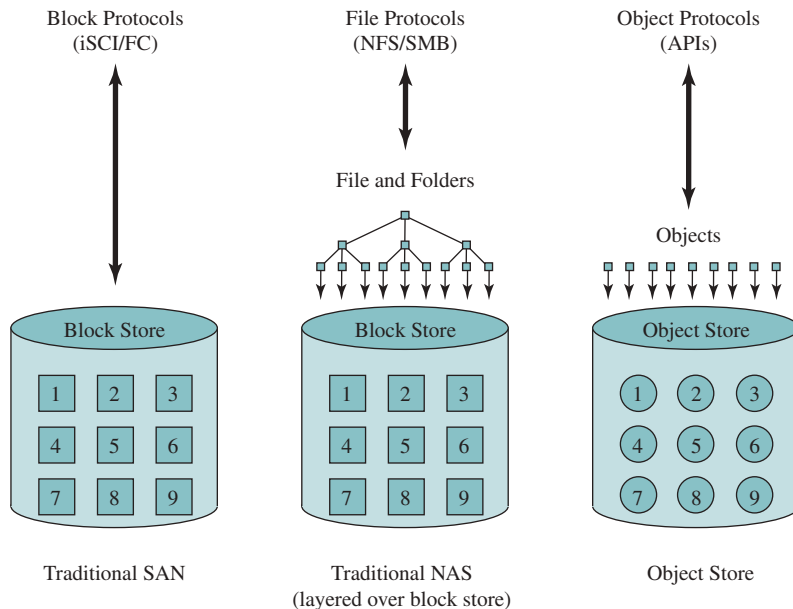 Block Protocols
(iSCI/FC)
File Protocols
(NFS/SMB)
Object Protocols
(APIs)
File and Folders
Objects
Block Store
1 2 3
4 5 6
7 8 9
Block Store
1 2 3
4 5 6
7 8 9
Object Store
1 2 3
4 5 6
7 8 9
Traditional SAN
Traditional NAS
(layered over block store)
Object Store